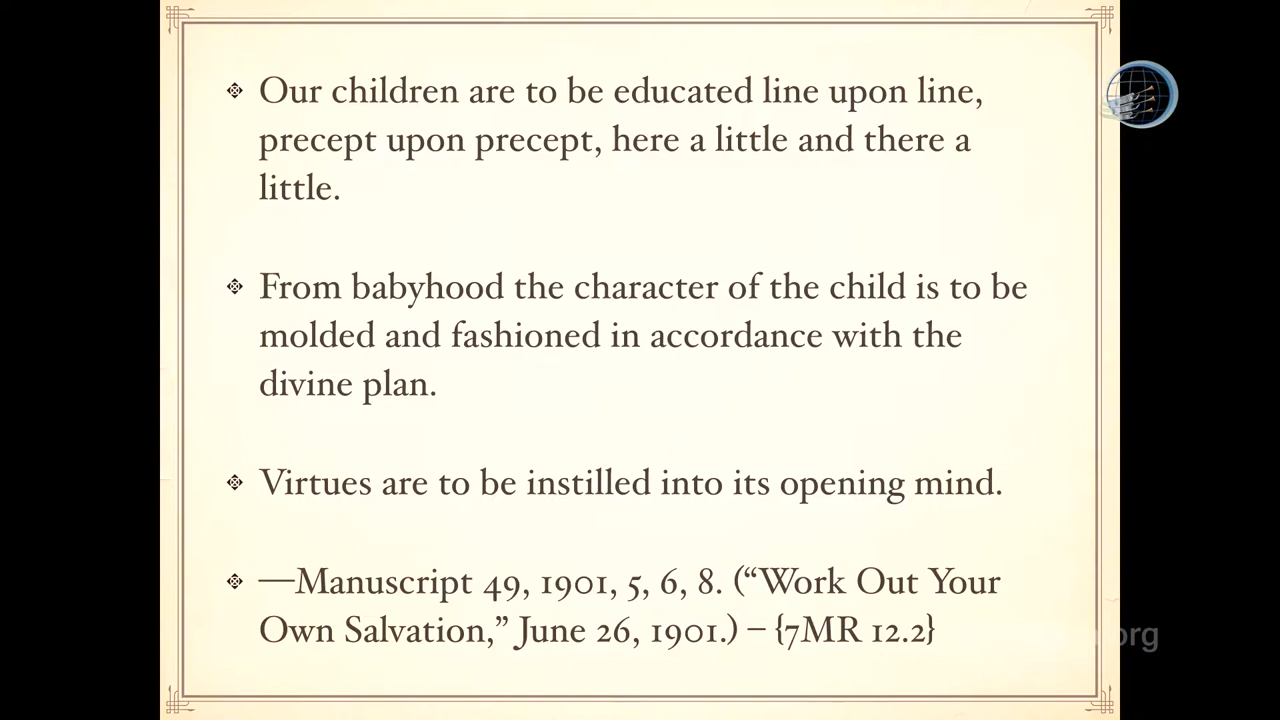 Our children are to be educated line upon line,
precept upon precept, here a little and there a
little.
From babyhood the character of the child is to be
molded and fashioned in accordance with the
divine plan.
Virtues are to be instilled into its opening mind.
—Manuscript 49, 1901, 5, 6, 8. (“Work Out Your
Own Salvation,” June 26, 1901.) – {7MR 12.2}
.org